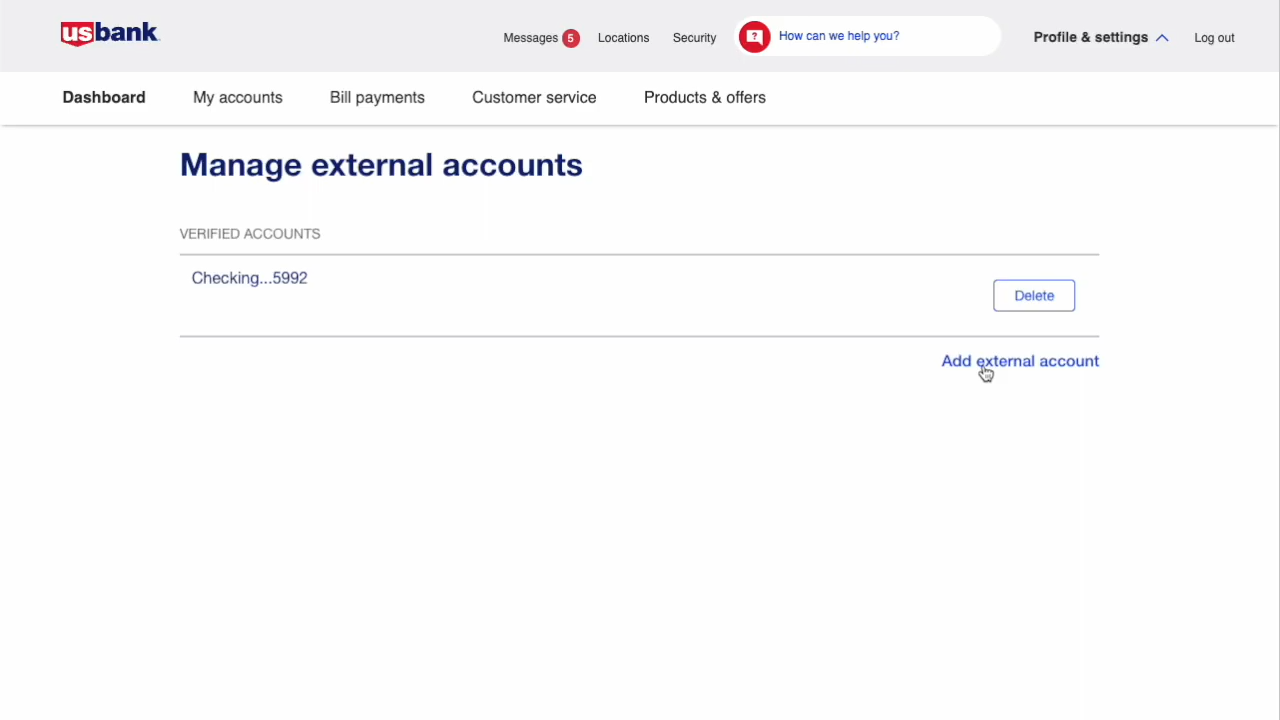 usbank
Messages 5 Locations Security ? How can we help you? Profile & settings Log out
Dashboard My accounts Bill payments Customer service Products & offers
Manage external accounts
VERIFIED ACCOUNTS
Checking...5992
Delete
Add external account